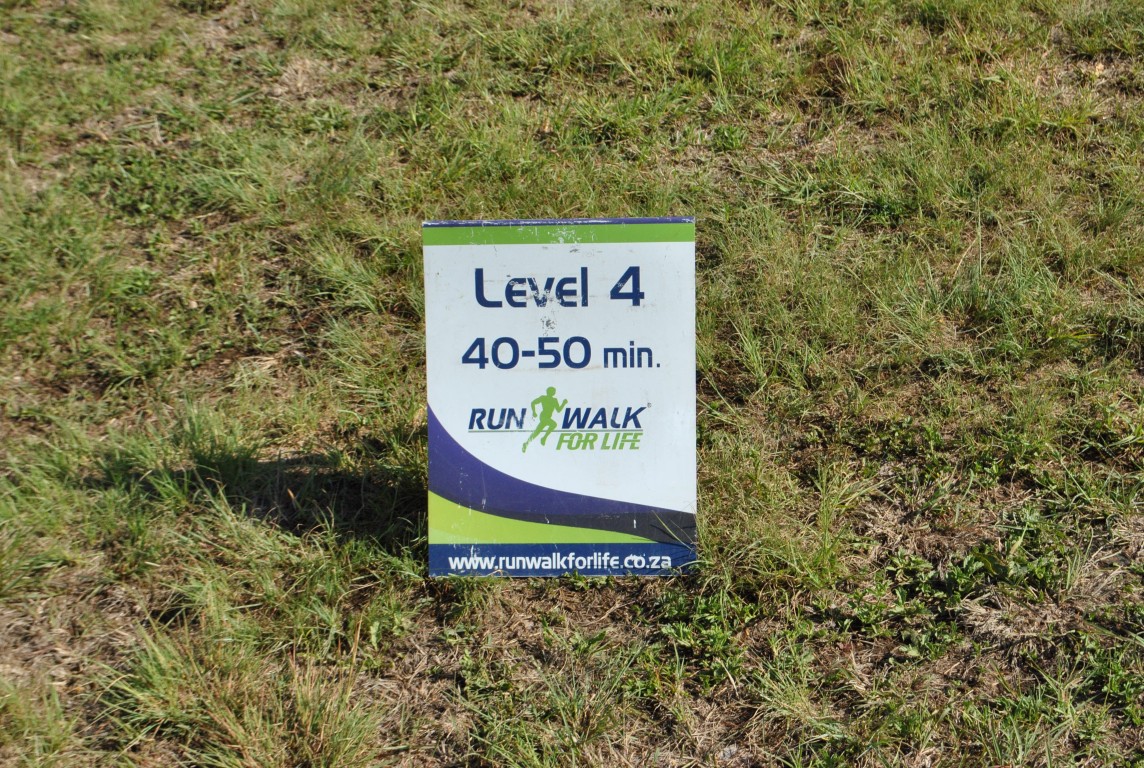 Level 4
40-50 min.
RUN WALK
FOR LIFE
www.runwalkforlife.co.za